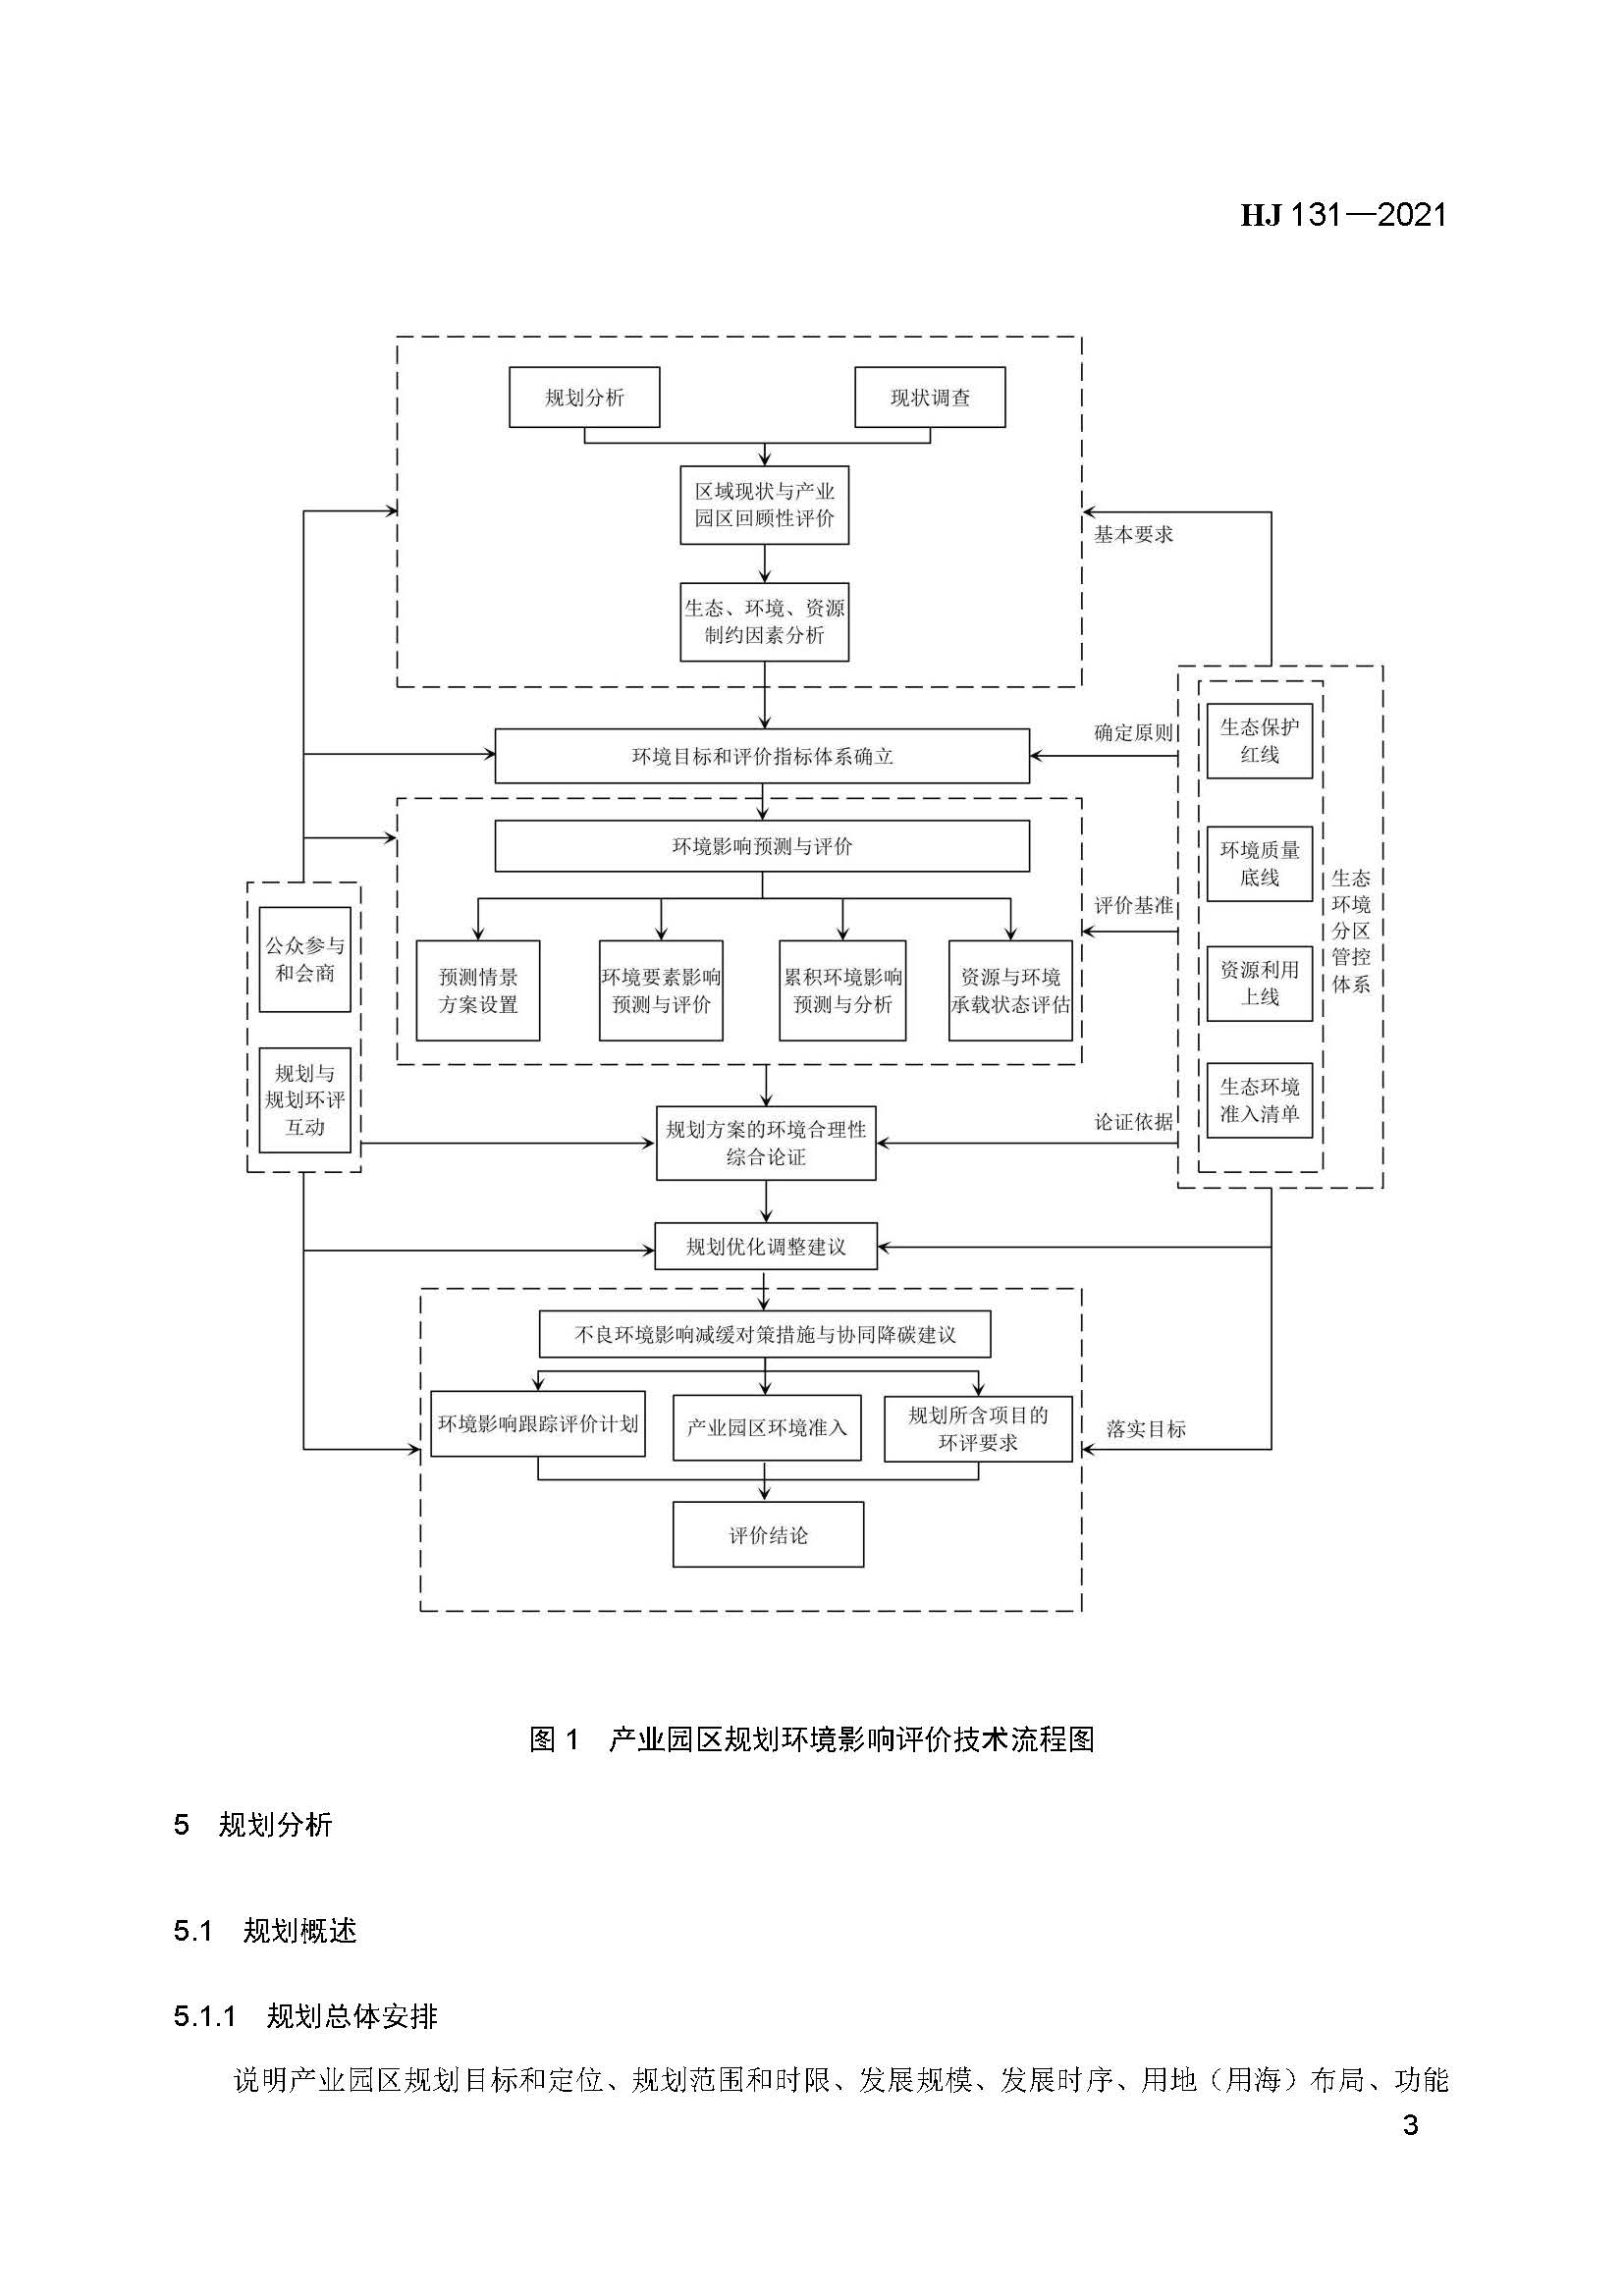 HJ 131—2021
规划分析
现状调查
区域现状与产业
园区回顾性评价
基本要求
生态、环境、资源
制约因素分析
确定原则
环境目标和评价指标体系确立
生态保护
红线
环境影响预测与评价
环境质量
底线
生态
环境
分区
管控
体系
评价基准
公众参与
和会商
预测情景
方案设置
环境要素影响
预测与评价
累积环境影响
预测与分析
资源与环境
承载状态评估
资源利用
上线
规划与
规划环评
互动
生态环境
准入清单
论证依据
规划方案的环境合理性
综合论证
规划优化调整建议
不良环境影响减缓对策措施与协同降碳建议
环境影响跟踪评价计划
产业园区环境准入
规划所含项目的
环评要求
落实目标
评价结论
图 1　产业园区规划环境影响评价技术流程图
5　规划分析
5.1　规划概述
5.1.1　规划总体安排
说明产业园区规划目标和定位、规划范围和时限、发展规模、发展时序、用地（用海）布局、功能
3